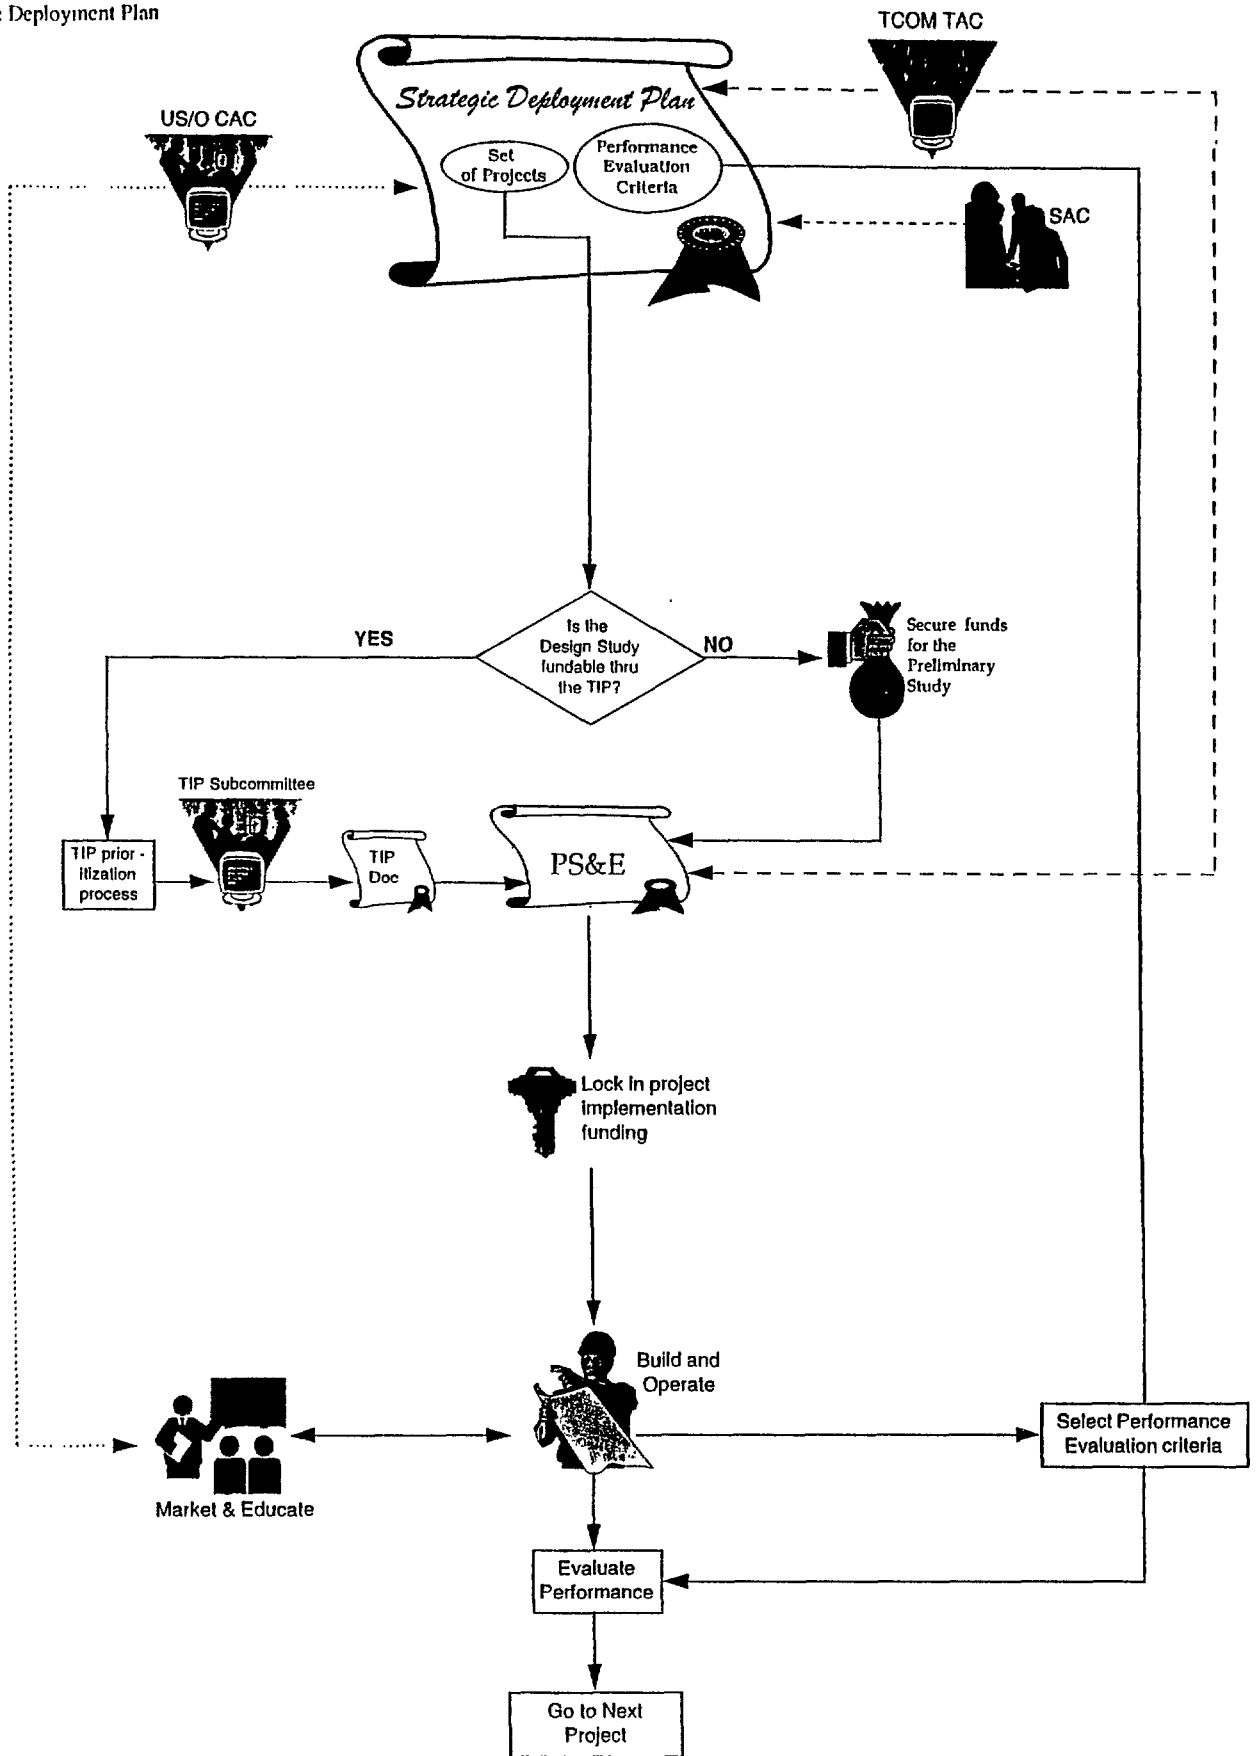 : Deployment Plan
TCOM TAC
US/O CAC
Strategic Deployment Plan
Set
of Projects
Performance
Evaluation
Criteria
SAC
Is the
Design Study
fundable thru
the TIP?
YES
NO
Secure funds
for the
Preliminary
Study
TIP Subcommittee
TIP prior -
itization
process
TIP
Doc
PS&E
Lock in project
implementation
funding
Build and
Operate
Market & Educate
Select Performance
Evaluation criteria
Evaluate
Performance
Go to Next
Project